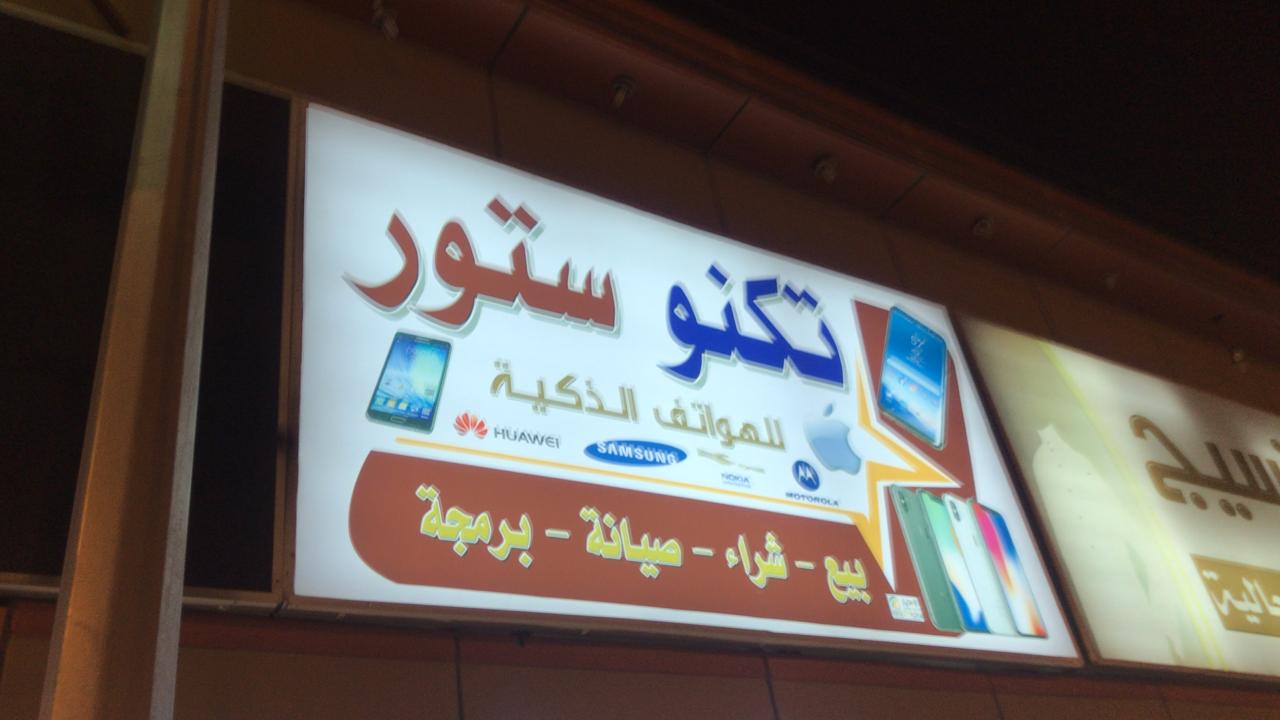 تكنو ستور
للهواتف الذكية
HUAWEI SAMSUNG NOKIA MOTOROLA
بيع - شراء - صيانة - برمجة